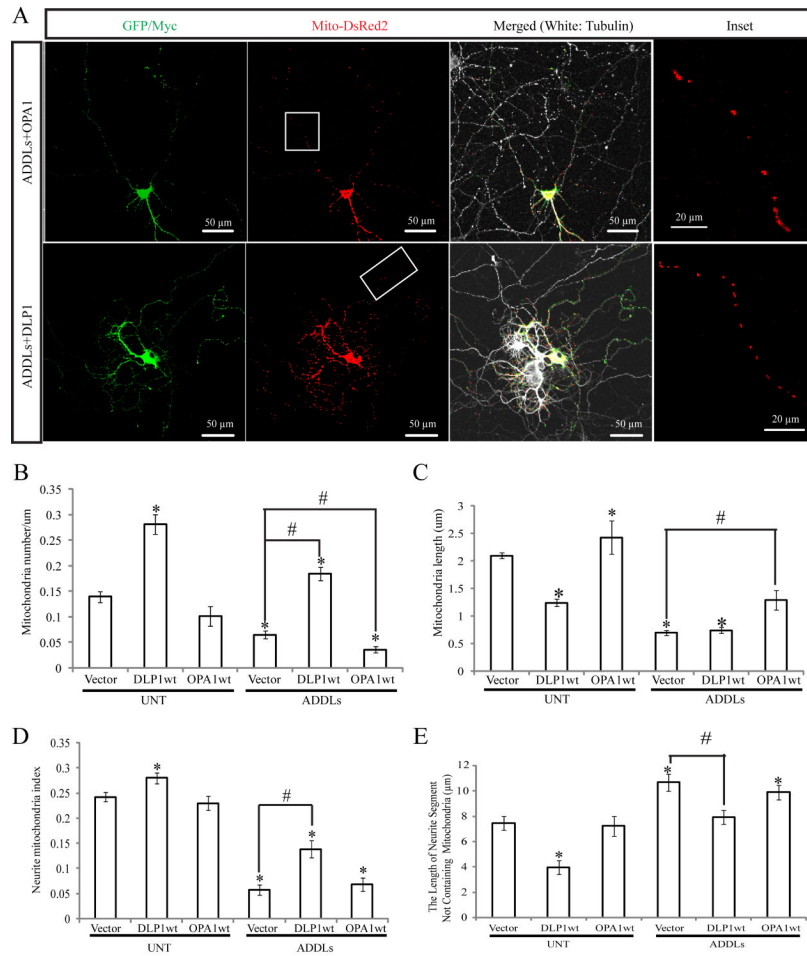 A
GFP/Myc Mito-DsRed2 Merged (White: Tubulin) Inset
ADDLs+OPA1
50 µm 50 µm 50 µm 20 µm
ADDLs+DLP1
50 µm 50 µm 50 µm 20 µm
B
Mitochondria number/um
0.35
0.3
0.25
0.2
0.15
0.1
0.05
0
* # # * * *
Vector DLP1wt OPA1wt Vector DLP1wt OPA1wt
UNT ADDLs
C
Mitochondria length (um)
2.5
2
1.5
1
0.5
0
* * # * *
Vector DLP1wt OPA1wt Vector DLP1wt OPA1wt
UNT ADDLs
D
Neurite mitochondria index
0.35
0.3
0.25
0.2
0.15
0.1
0.05
0
* # * * *
Vector DLP1wt OPA1wt Vector DLP1wt OPA1wt
UNT ADDLs
E
The Length of Neurite Segment
Not Containing Mitochondria (µm)
12
10
8
6
4
2
0
* # * *
Vector DLP1wt OPA1wt Vector DLP1wt OPA1wt
UNT ADDLs